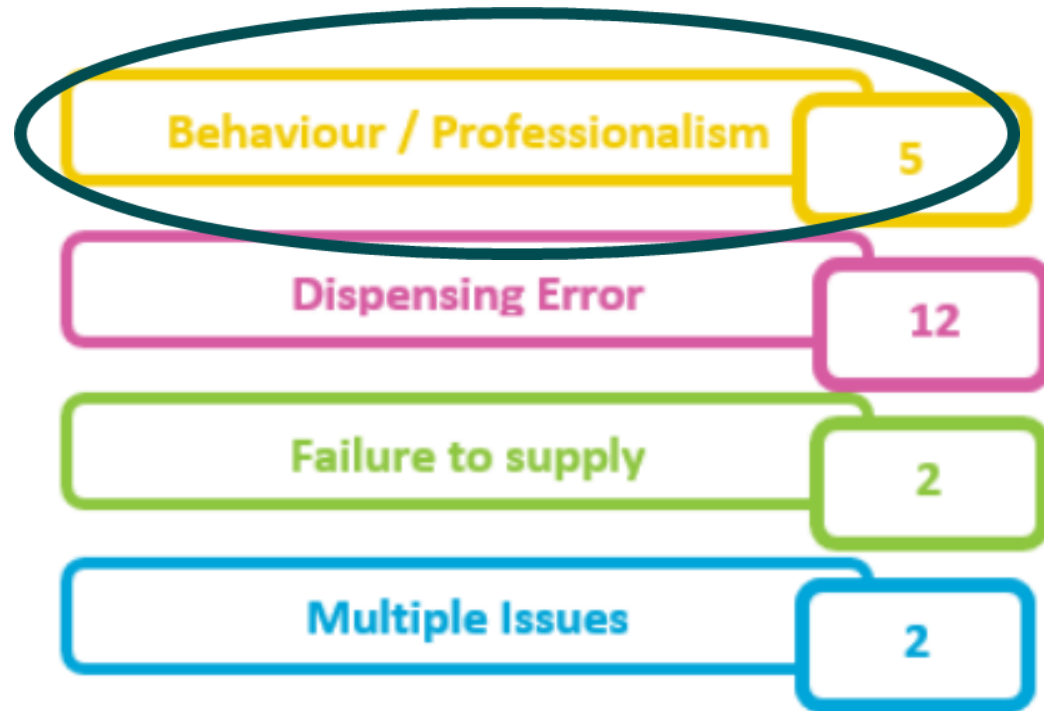 Behaviour / Professionalism 5
Dispensing Error 12
Failure to supply 2
Multiple Issues 2